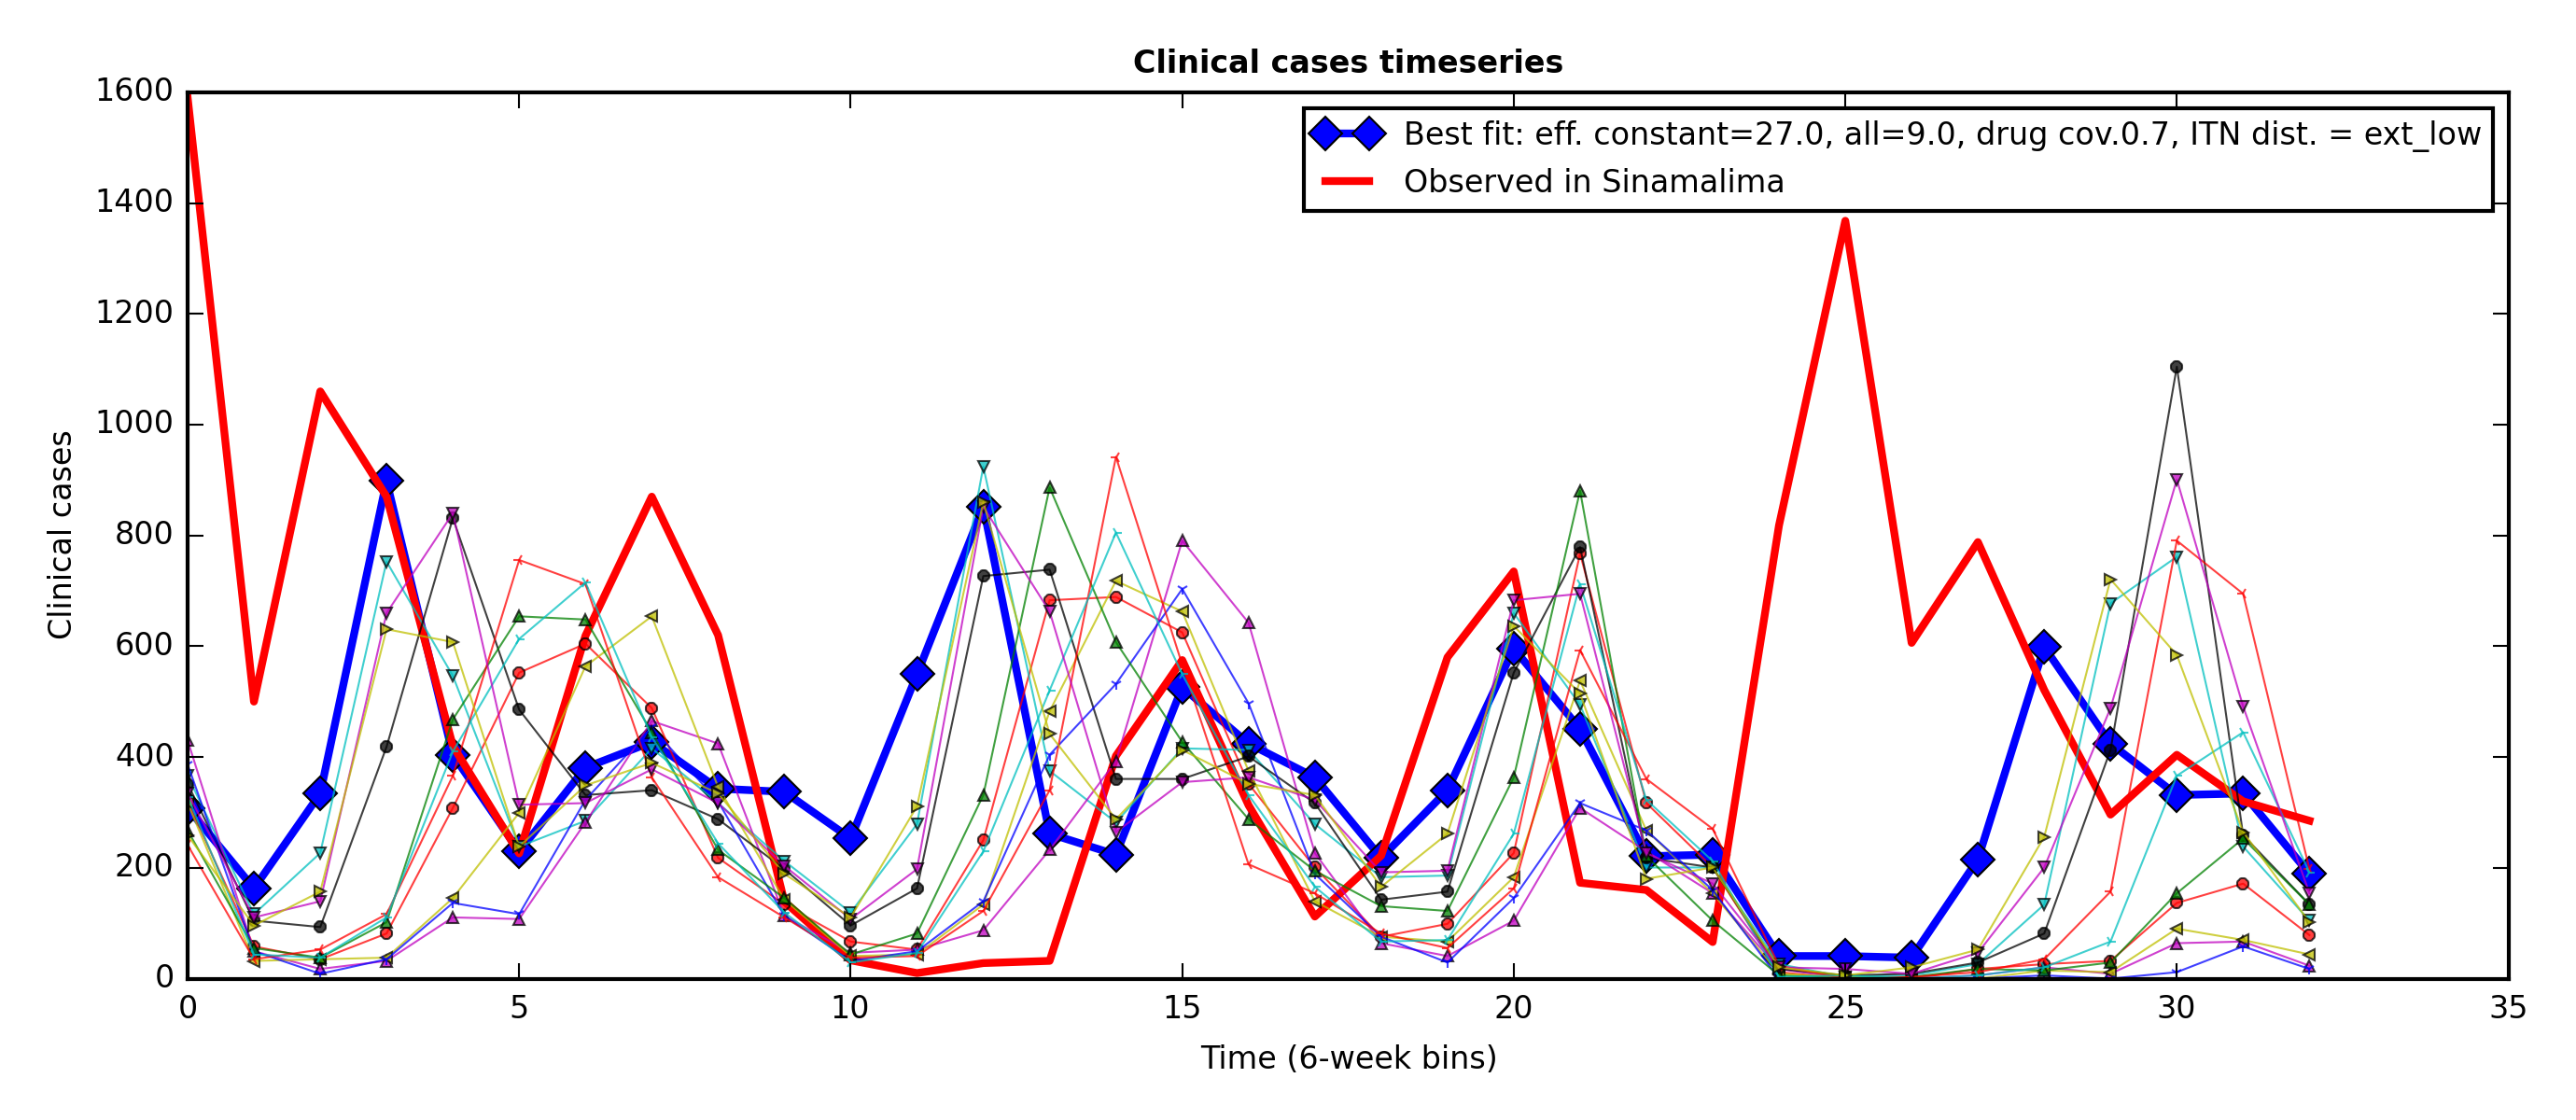 Clinical cases timeseries
1600
1400
1200
1000
800
600
400
200
0
Clinical cases
Best fit: eff. constant=27.0, all=9.0, drug cov.0.7, ITN dist. = ext_low
Observed in Sinamalima
0 5 10 15 20 25 30 35
Time (6-week bins)